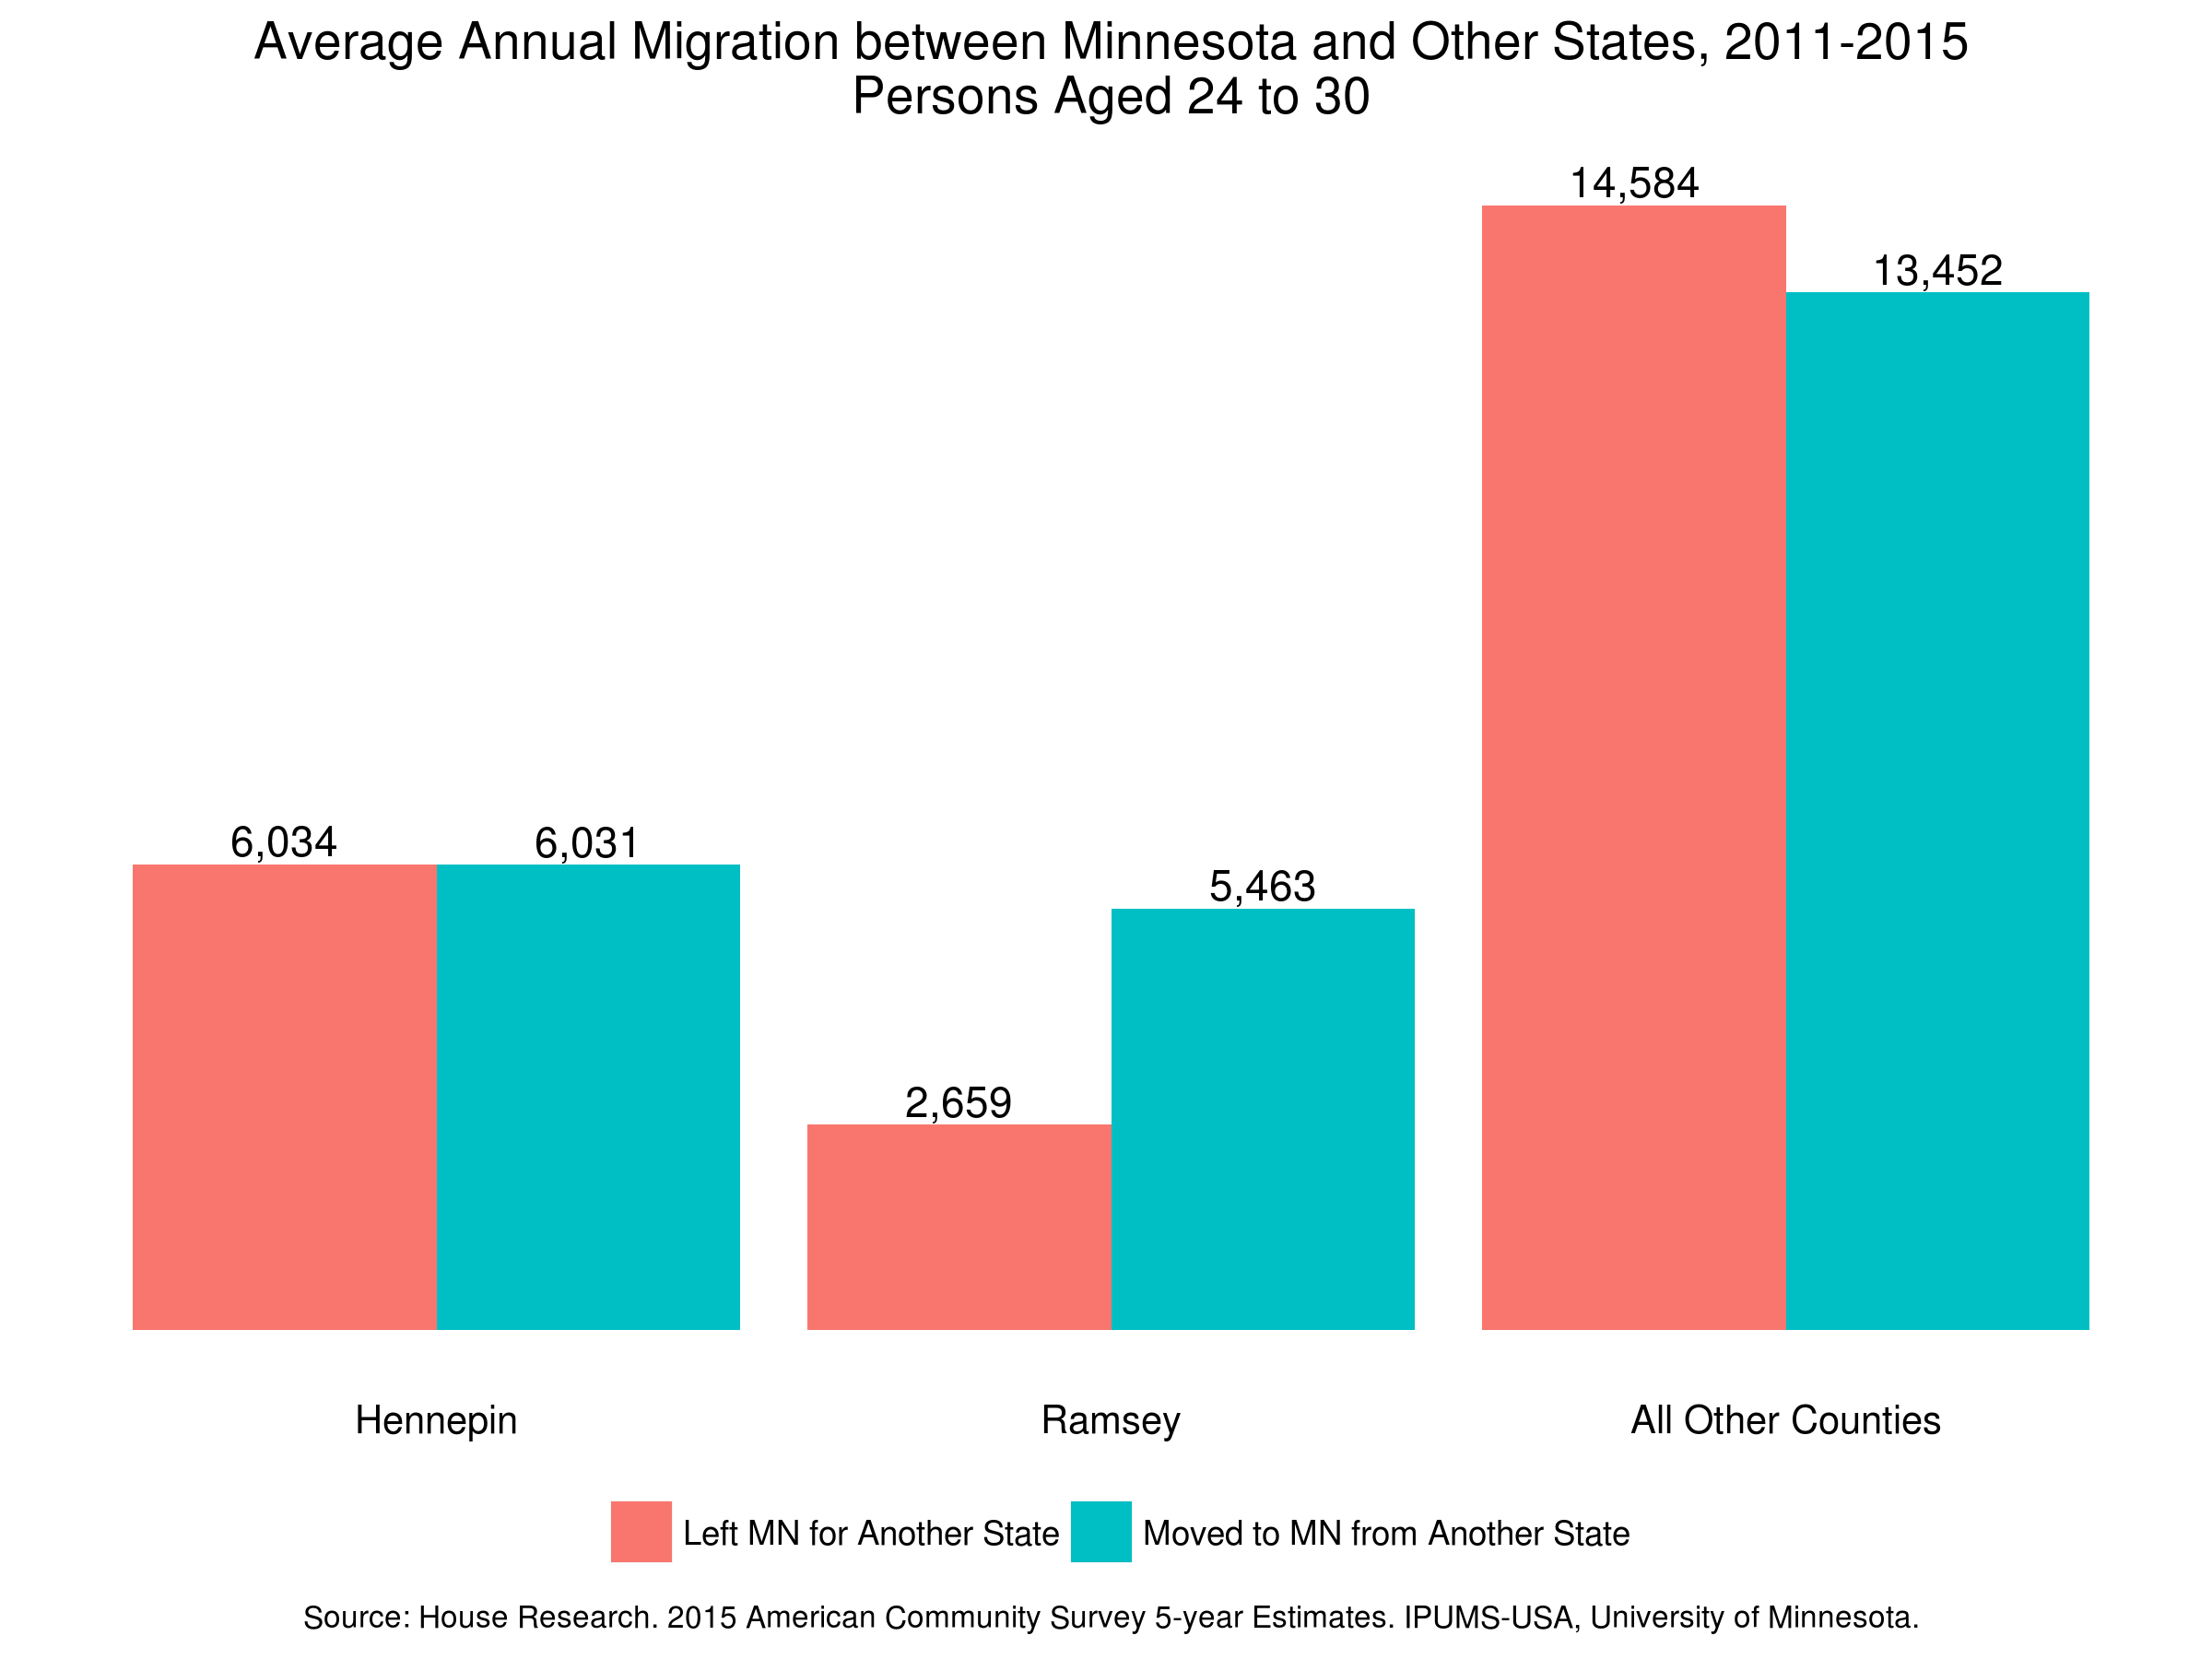 Average Annual Migration between Minnesota and Other States, 2011-2015
Persons Aged 24 to 30
14,584
13,452
6,034
6,031
5,463
2,659
Hennepin
Ramsey
All Other Counties
Left MN for Another State
Moved to MN from Another State
Source: House Research. 2015 American Community Survey 5-year Estimates. IPUMS-USA, University of Minnesota.